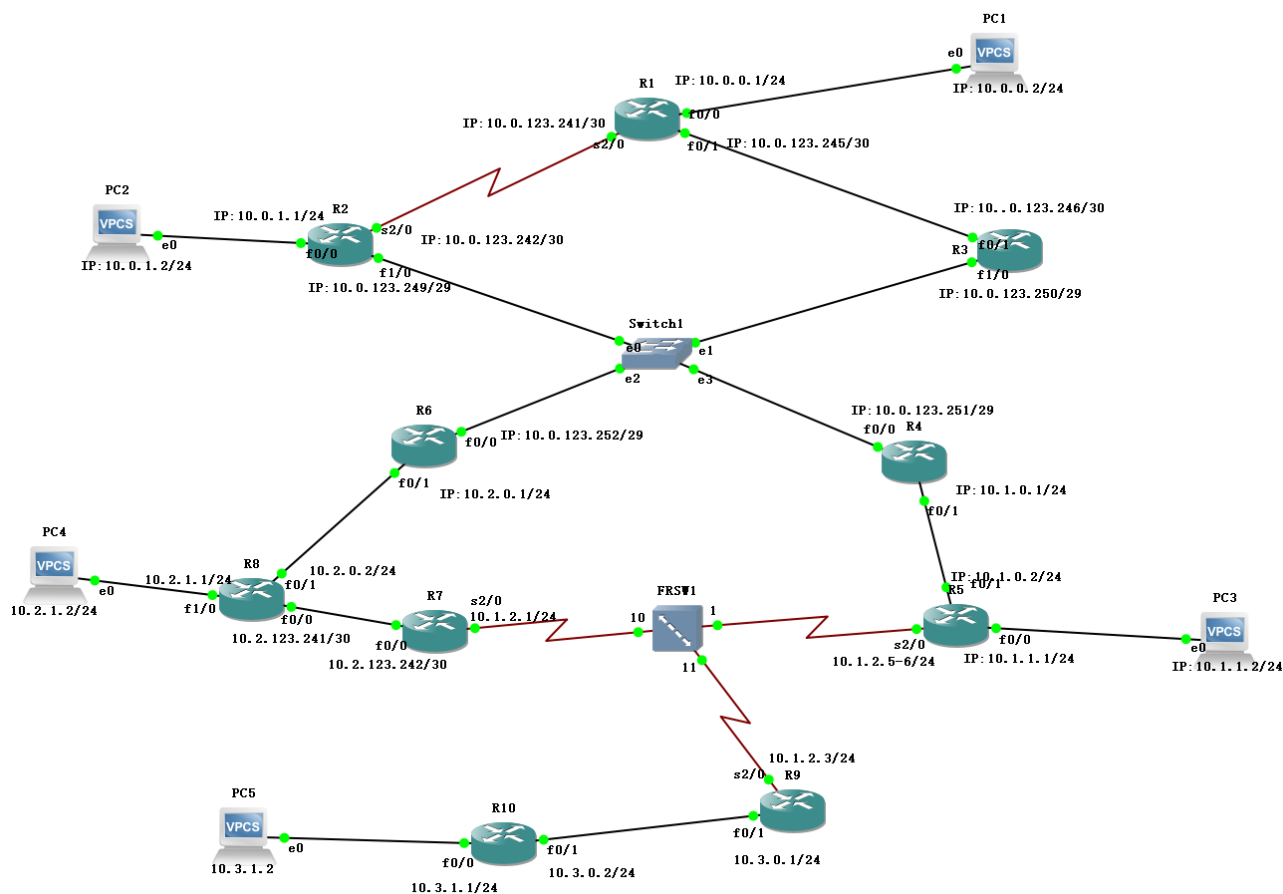 PC1
e0
IP:10.0.0.1/24
VPCS
R1
IP:10.0.0.2/24
f0/0
IP:10.0.123.241/30
s2/0
f0/1
IP:10.0.123.245/30
PC2
R2
IP:10.0.1.1/24
IP:10..0.123.246/30
VPCS
s2/0
e0
f0/0
IP:10.0.123.242/30
f0/1
R3
IP:10.0.1.2/24
f1/0
f1/0
IP:10.0.123.249/29
IP:10.0.123.250/29
Switch1
e0
e1
e2
e3
R6
IP:10.0.123.251/29
f0/0
IP:10.0.123.252/29
f0/0
R4
f0/1
IP:10.2.0.1/24
IP:10.1.0.1/24
f0/1
PC4
R8
10.2.0.2/24
VPCS
10.2.1.1/24
f0/1
IP:10.1.0.2/24
f0/1
e0
f1/0
R7
s2/0
FRSW1
R5
PC3
10.2.1.2/24
f0/0
10.1.2.1/24
10
1
f0/0
VPCS
10.2.123.241/30
f0/0
s2/0
e0
10.2.123.242/30
11
10.1.2.5-6/24
IP:10.1.1.1/24
IP:10.1.1.2/24
10.1.2.3/24
s2/0
R9
PC5
R10
VPCS
f0/1
e0
f0/0
f0/1
10.3.1.2
10.3.0.2/24
10.3.0.1/24
10.3.1.1/24